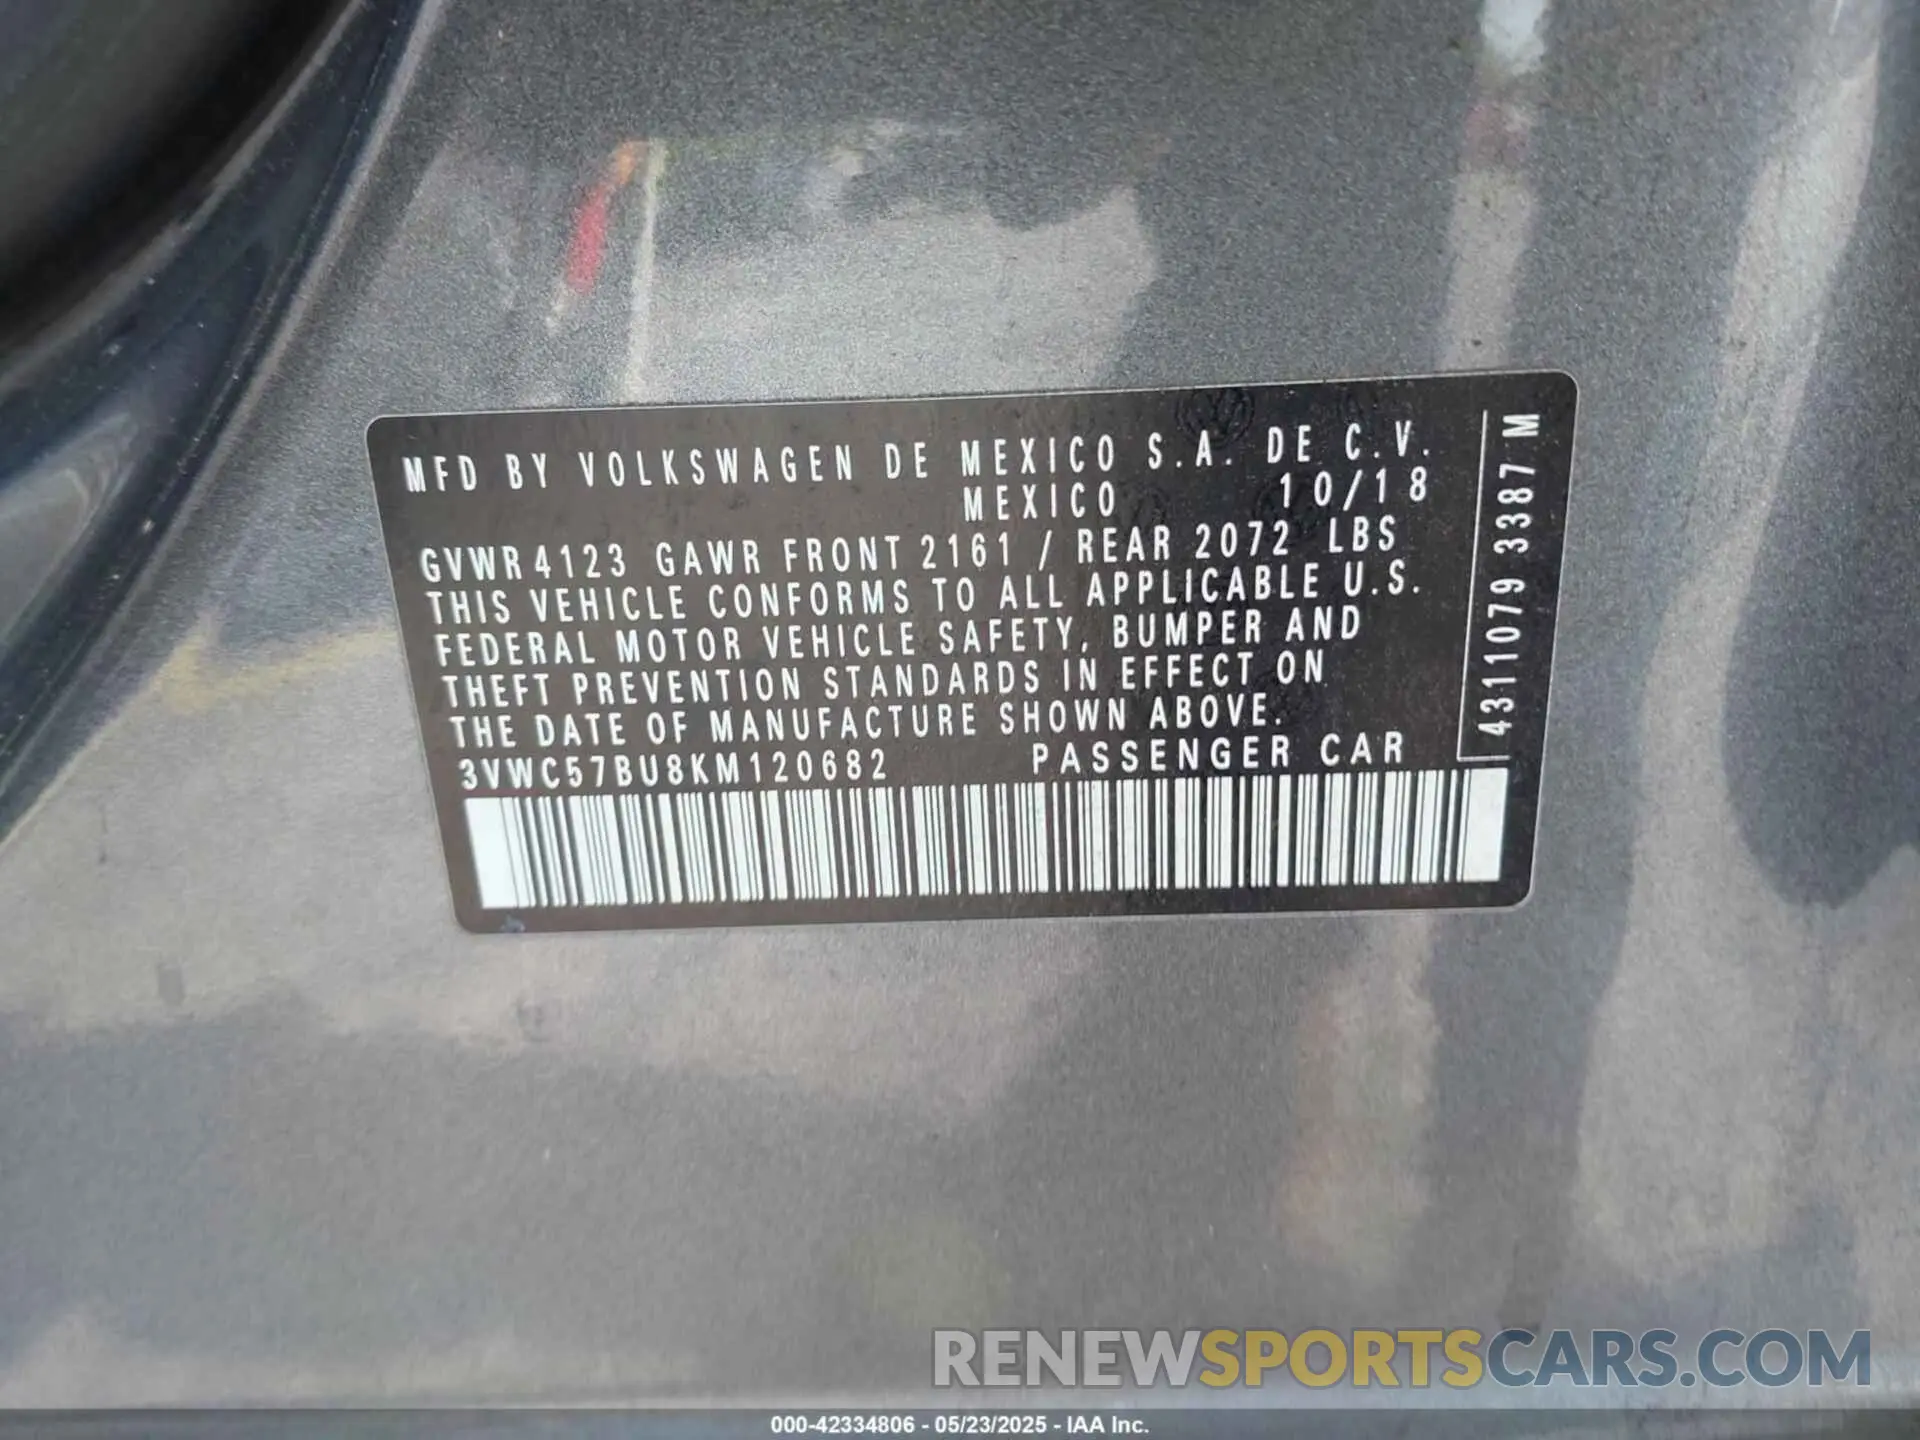 MFD BY VOLKSWAGEN DE MEXICO S.A. DE C.V.
MEXICO 10/18
GVWR 4123 GAWR FRONT 2161 / REAR 2072 LBS
THIS VEHICLE CONFORMS TO ALL APPLICABLE U.S.
FEDERAL MOTOR VEHICLE SAFETY, BUMPER AND
THEFT PREVENTION STANDARDS IN EFFECT ON
THE DATE OF MANUFACTURE SHOWN ABOVE.
3VWC57BU8KM120682 PASSENGER CAR
4311079 3387 M
RENEWSPORTSCARS.COM
000-42334806 - 05/23/2025 - IAA Inc.